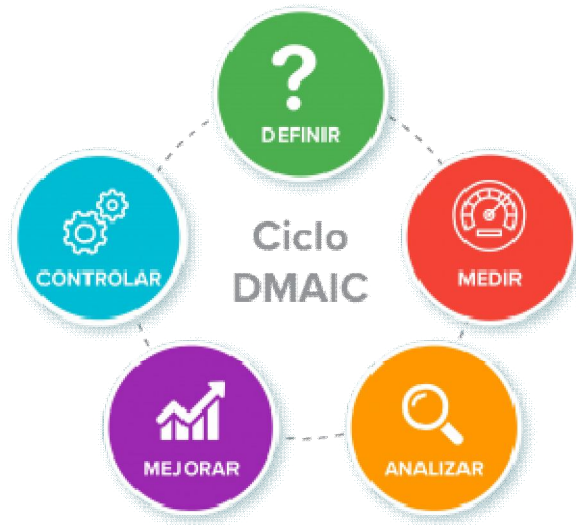 ?
DEFINIR
Ciclo
DMAIC
MEDIR
ANALIZAR
MEJORAR
CONTROLAR